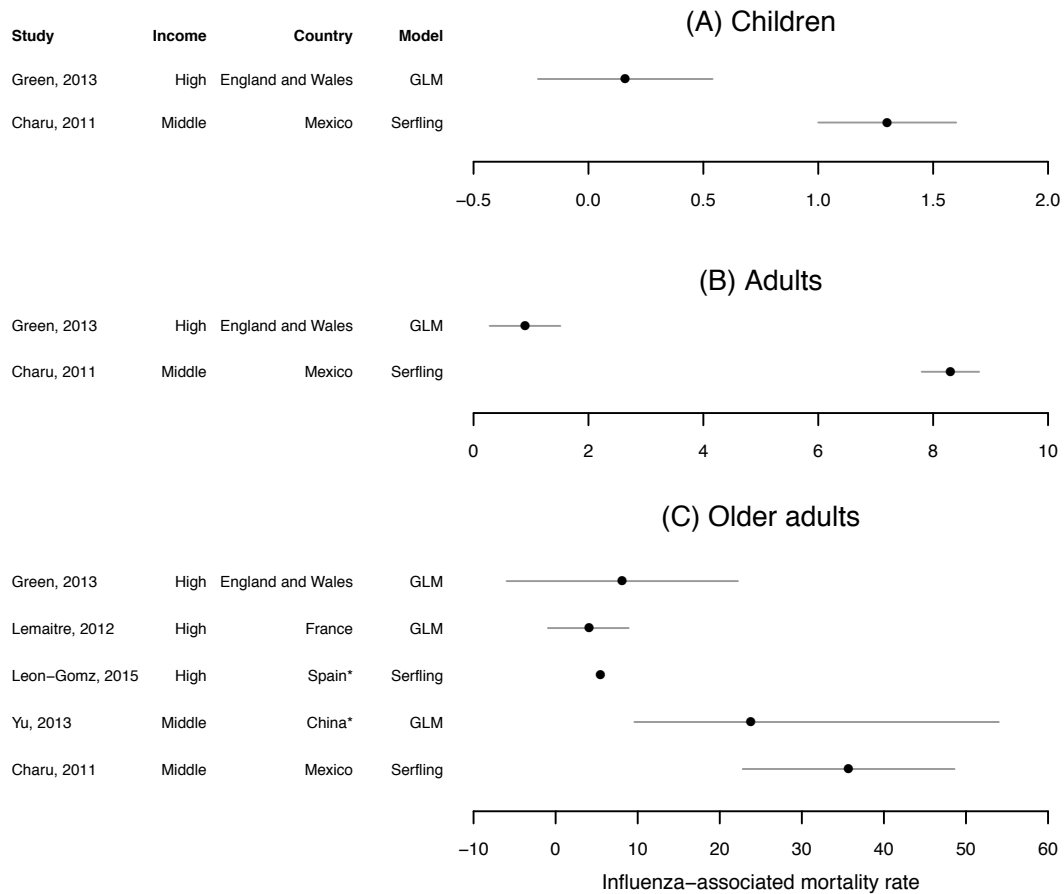 (A) Children
Study Income Country Model
Green, 2013 High England and Wales GLM
Charu, 2011 Middle Mexico Serfling
−0.5 0.0 0.5 1.0 1.5 2.0
(B) Adults
Green, 2013 High England and Wales GLM
Charu, 2011 Middle Mexico Serfling
0 2 4 6 8 10
(C) Older adults
Green, 2013 High England and Wales GLM
Lemaitre, 2012 High France GLM
Leon−Gomz, 2015 High Spain* Serfling
Yu, 2013 Middle China* GLM
Charu, 2011 Middle Mexico Serfling
−10 0 10 20 30 40 50 60
Influenza−associated mortality rate